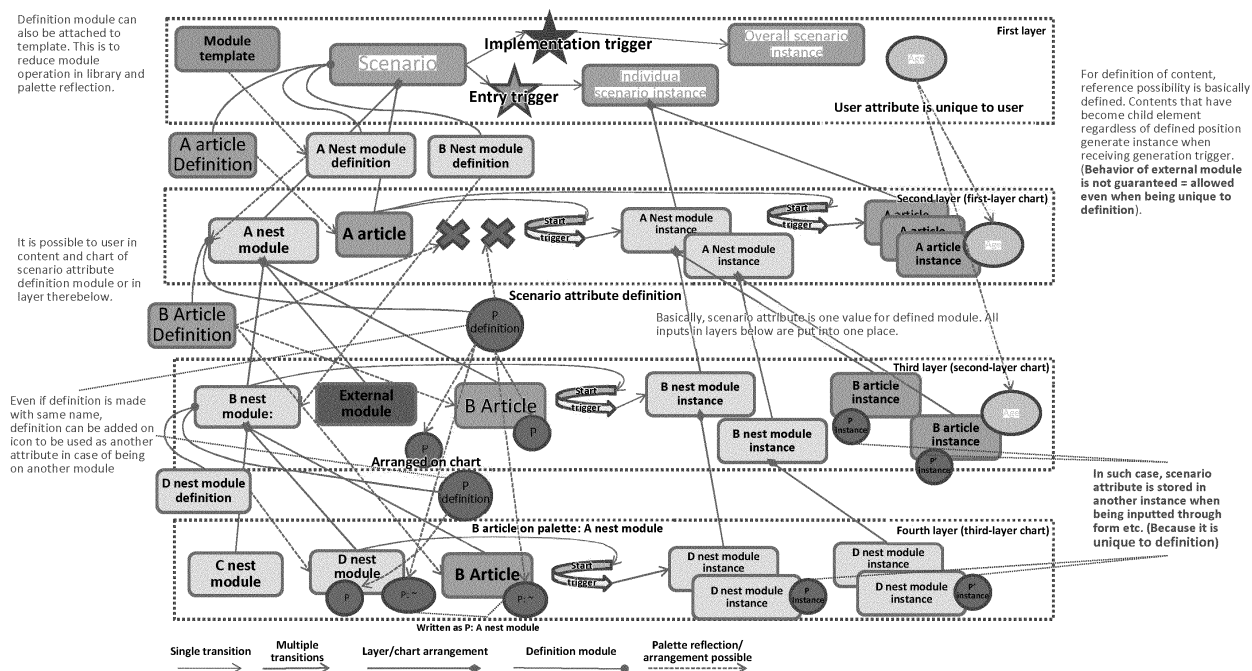 Definition module can
also be attached to
template. This is to
reduce module
operation in library and
palette reflection.
Module
template
Scenario
Implementation trigger
Entry trigger
Overall scenario
instance
Individua
scenario instance
Age
First layer
User attribute is unique to user
For definition of content,
reference possibility is basically
defined. Contents that have
become child element
regardless of defined position
generate instance when
receiving generation trigger.
(Behavior of external module
is not guaranteed = allowed
even when being unique to
definition).
A article
Definition
A Nest module
definition
B Nest module
definition
Second layer (first-layer chart)
A nest
module
A article
Start
trigger
A Nest module
instance
A Nest module
instance
Start
trigger
A article
A article
A article
instance
Age
It is possible to user in
content and chart of
scenario attribute
definition module or in
layer therebelow.
Scenario attribute definition
B Article
Definition
P
definition
Basically, scenario attribute is one value for defined module. All
inputs in layers below are put into one place.
Third layer (second-layer chart)
Even if definition is made
with same name,
definition can be added on
icon to be used as another
attribute in case of being
on another module
B nest
module:
External
module
B Article
P
P
Start
trigger
B nest module
instance
B nest module
instance
B article
instance
P
instance
B article
instance
P'
instance
Age
Arranged on chart
D nest module
definition
P
definition
In such case, scenario
attribute is stored in
another instance when
being inputted through
form etc. (Because it is
unique to definition)
B article on palette: A nest module
Fourth layer (third-layer chart)
C nest
module
D nest
module
P
P: ~
B Article
P: ~
Start
trigger
D nest module
instance
D nest module
instance
P
instance
D nest module
instance
D nest module
instance
P'
instance
Written as P: A nest module
Single transition
Multiple
transitions
Layer/chart arrangement
Definition module
Palette reflection/
arrangement possible